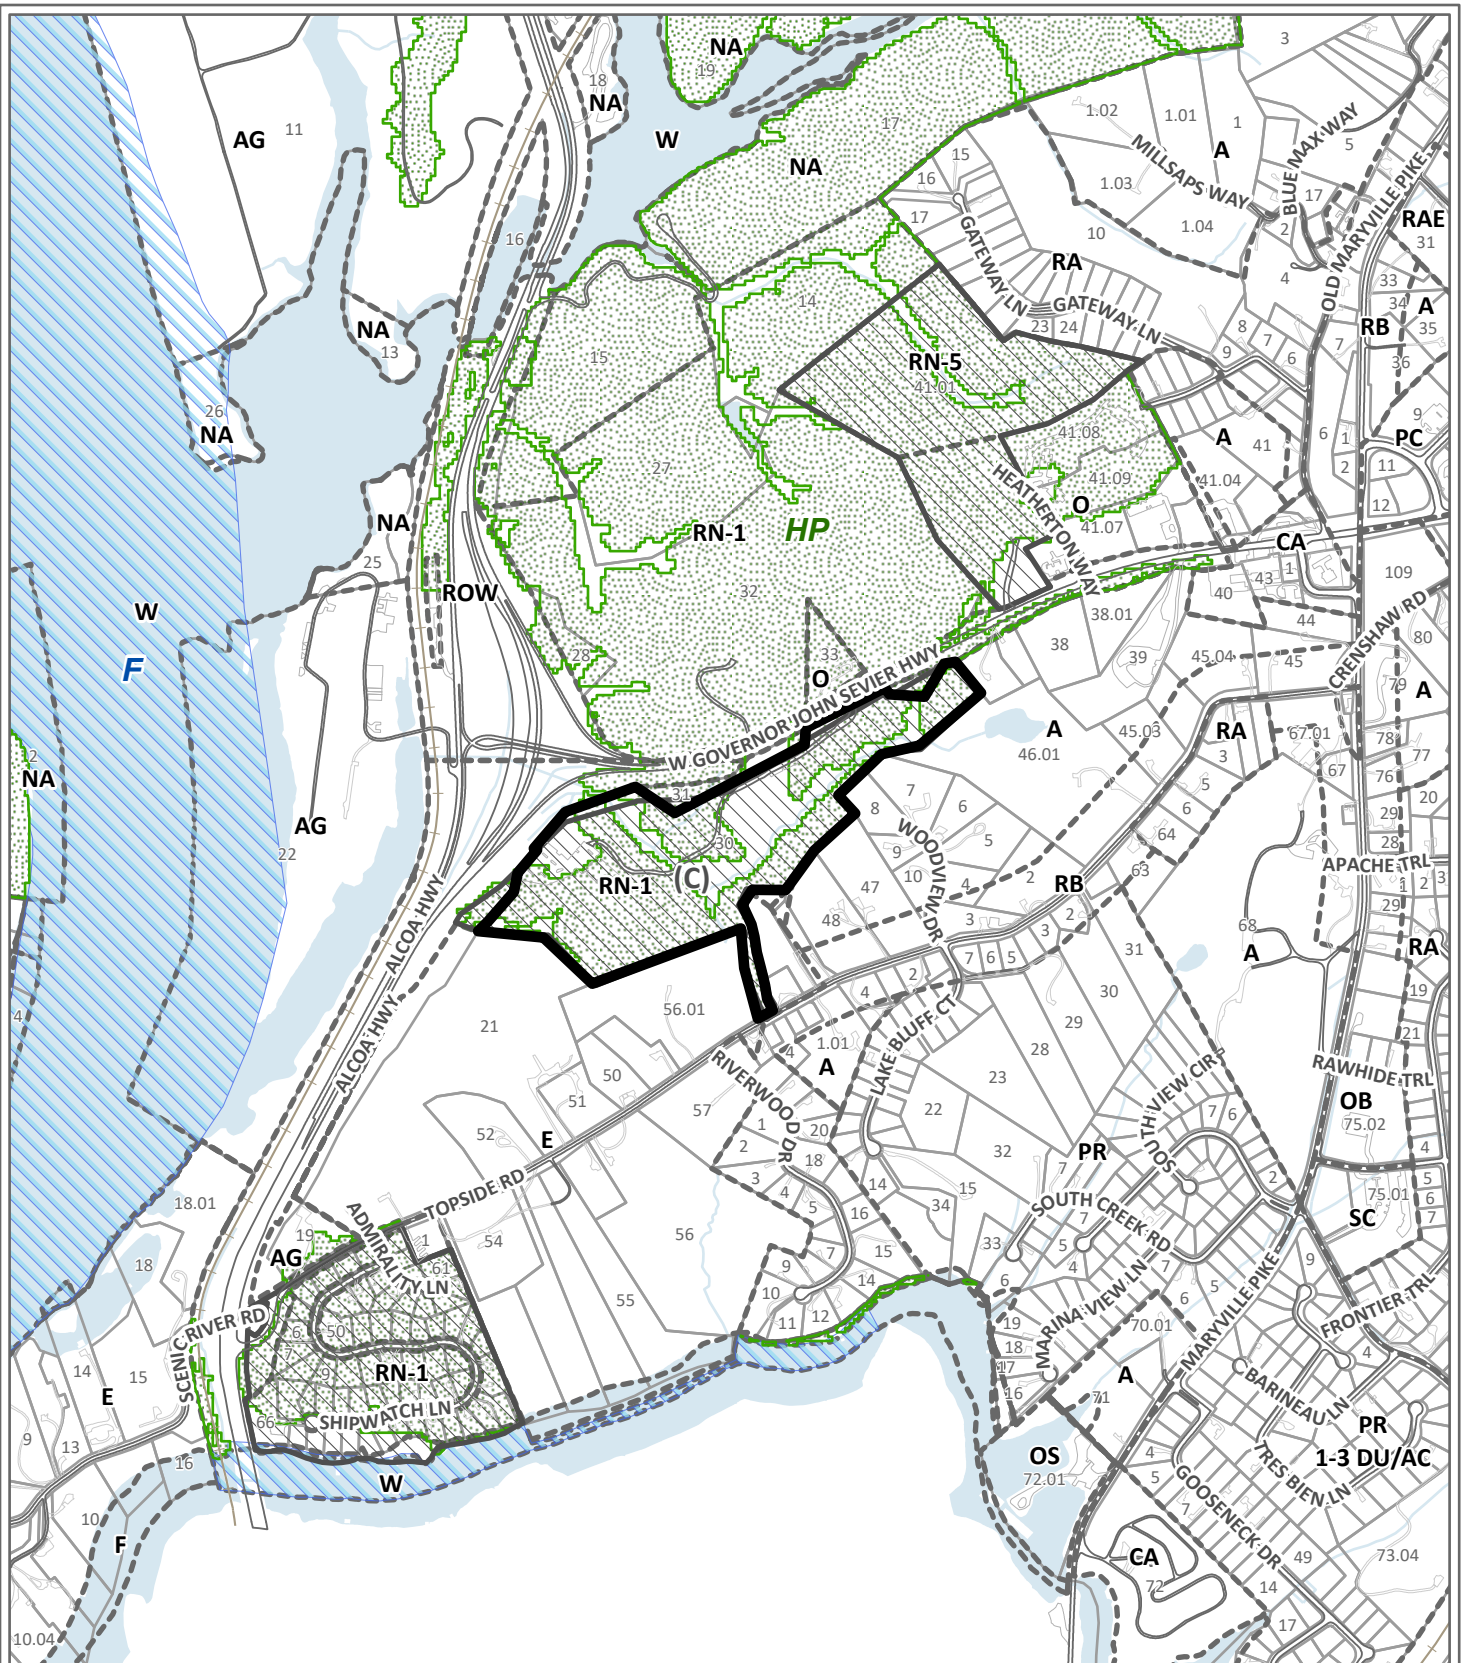 3
NA
19
18
NA
AG
11
W
17
NA
1.02
1.01
1
A
MILLSAPS WAY
1.03
1.04
BLUE MAX WAY
5
17
2
4
OLD MARYVILLE PIKE
RAE
31
33
34
A
35
RB
36
7
15
16
17
GATEWAY LN
10
RA
GATEWAY LN
23
24
8
7
6
9
16
NA
13
14
15
RN-5
41.01
26
NA
27
41.08
41.09
A
41
41.04
6
1
2
9
PC
11
12
HEATHERTON WAY
O
41.07
RN-1
HP
NA
25
ROW
32
CA
43
1
40
109
44
CRENSHAW RD
80
W
F
28
33
O
38
38.01
39
45.04
45
79
A
W GOVERNOR JOHN SEVIER HWY
A
46.01
45.03
RA
3
67.01
67
78
77
76
2
NA
31
30
RN-1
(C)
AG
22
8
7
6
5
WOODVIEW DR
9
10
4
47
48
2
5
6
64
63
RB
20
29
28
APACHE TRL
1
2
3
29
68
A
RA
19
4
ALCOA HWY
ALCOA HWY
21
56.01
3
7
6
5
3
2
31
30
29
28
2
4
LAKE BLUFF CT
1.01
4
A
23
22
21
RAWHIDE TRL
OB
75.02
4
RIVERWOOD DR
50
51
57
52
E
TOPSIDE RD
1
2
3
4
20
18
5
14
16
7
15
9
10
14
12
11
32
34
15
33
PR
7
SOUTH VIEW CIR
7
6
2
SOUTH CREEK RD
7
5
4
7
5
6
75.01
SC
5
6
7
18.01
18
19
AG
ADMIRALITY LN
1
61
54
55
56
SCENIC RIVER RD
6
7
50
9
RN-1
SHIPWATCH LN
66
W
14
15
E
9
13
16
10
F
10.04
6
19
18
17
16
MARINA VIEW LN
70.01
A
71
MARYVILLE PIKE
9
FRONTIER TRL
4
BARINEAU LN
PR
1-3 DU/AC
TRES BIEN LN
OS
72.01
4
5
7
GOOSENECK DR
49
14
17
73.04
CA
72